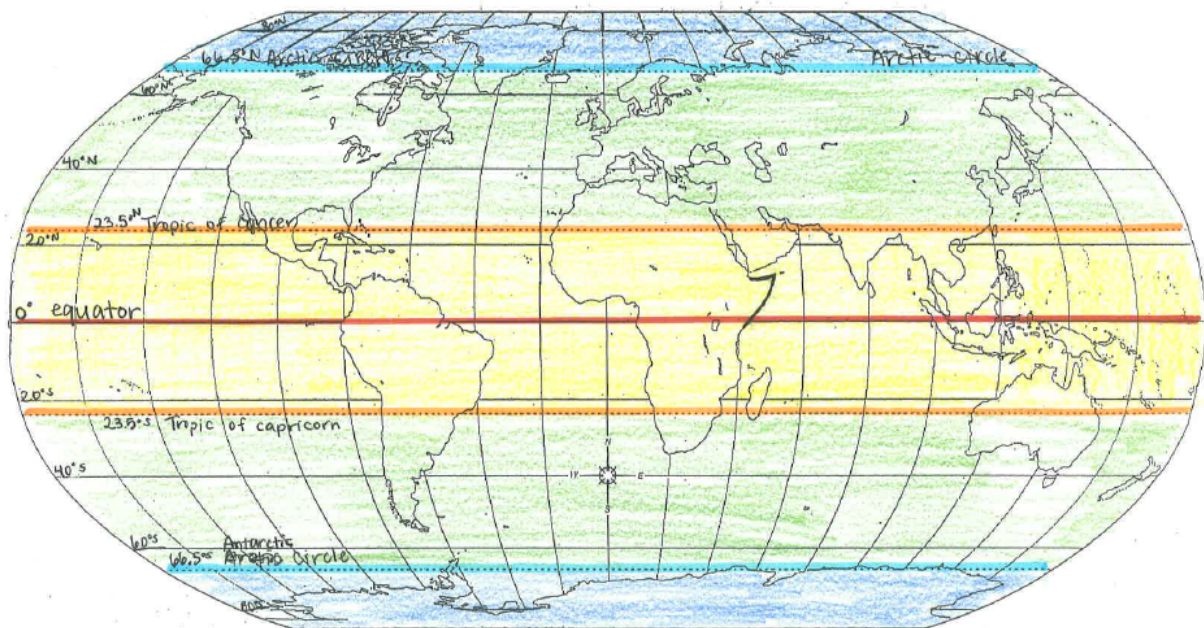 66.5°N Arctic Circle
Arctic Circle
60°N
40°N
23.5°N Tropic of cancer
20°N
0° equator
20°S
23.5°S Tropic of capricorn
N
40°S
W E
S
60°S
Antarctic
66.5°S Circle